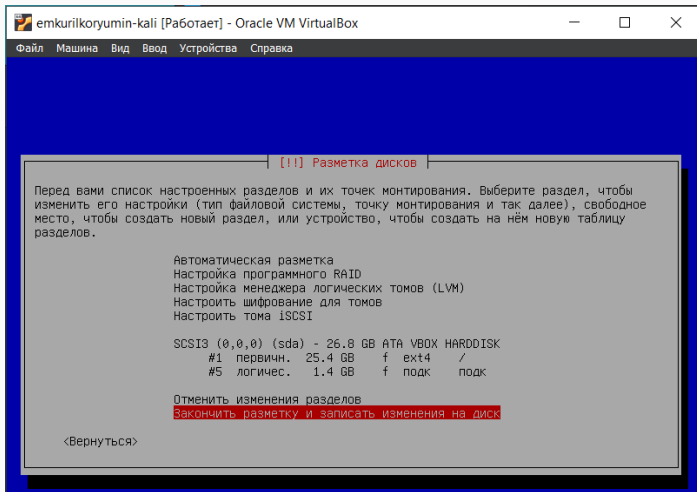 emkurilkoryumin-kali [Работает] - Oracle VM VirtualBox
Файл Машина Вид Ввод Устройства Справка
[!!] Разметка дисков
Перед вами список настроенных разделов и их точек монтирования. Выберите раздел, чтобы
изменить его настройки (тип файловой системы, точку монтирования и так далее), свободное
место, чтобы создать новый раздел, или устройство, чтобы создать на нём новую таблицу
разделов.
Автоматическая разметка
Настройка программного RAID
Настройка менеджера логических томов (LVM)
Настроить шифрование для томов
Настроить тома iSCSI
SCSI3 (0,0,0) (sda) - 26.8 GB ATA VBOX HARDDISK
#1 первичн. 25.4 GB f ext4 /
#5 логичес. 1.4 GB f подк подк
Отменить изменения разделов
Закончить разметку и записать изменения на диск
<Вернуться>